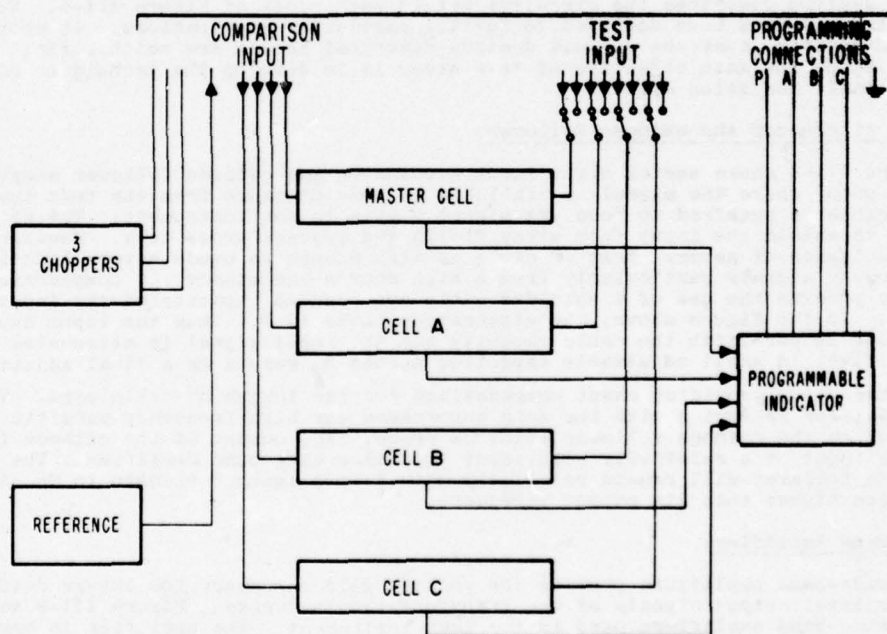 COMPARISON
INPUT
TEST
INPUT
PROGRAMMING
CONNECTIONS
P A B C
MASTER CELL
3
CHOPPERS
CELL A
PROGRAMMABLE
INDICATOR
CELL B
REFERENCE
CELL C